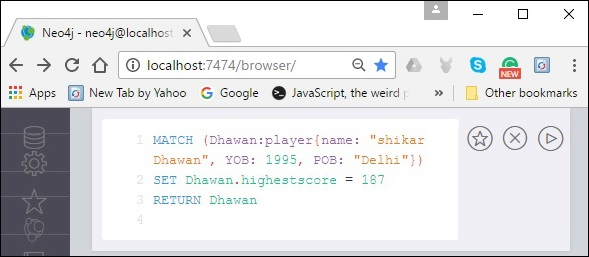 Neo4j - neo4j@localhost
localhost:7474/browser/
NEW
Apps
New Tab by Yahoo
Google
JavaScript, the weird p
Other bookmarks
1 MATCH (Dhawan:player{name: "shikar
Dhawan", YOB: 1995, POB: "Delhi"})
2 SET Dhawan.highestscore = 187
3 RETURN Dhawan
4